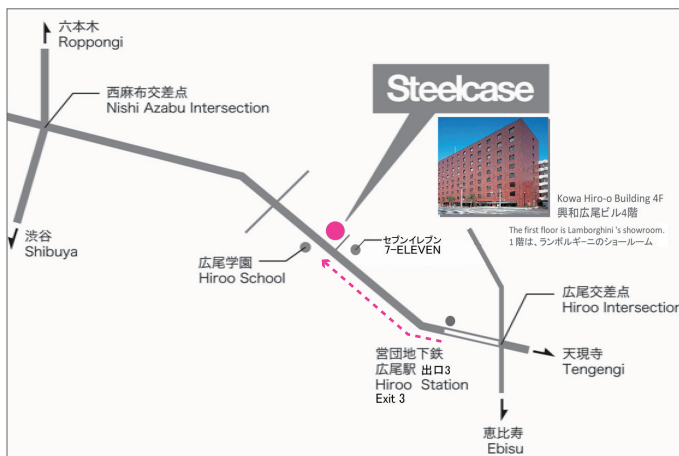 六本木
Roppongi
西麻布交差点
Nishi Azabu Intersection
Steelcase
Kowa Hiro-o Building 4F
興和広尾ビル4階
The first floor is Lamborghini 's showroom.
1階は、ランボルギーニのショールーム
渋谷
Shibuya
広尾学園
Hiroo School
セブンイレブン
7-ELEVEN
広尾交差点
Hiroo Intersection
営団地下鉄
広尾駅 出口3
Hiroo Station
Exit 3
天現寺
Tengengi
恵比寿
Ebisu